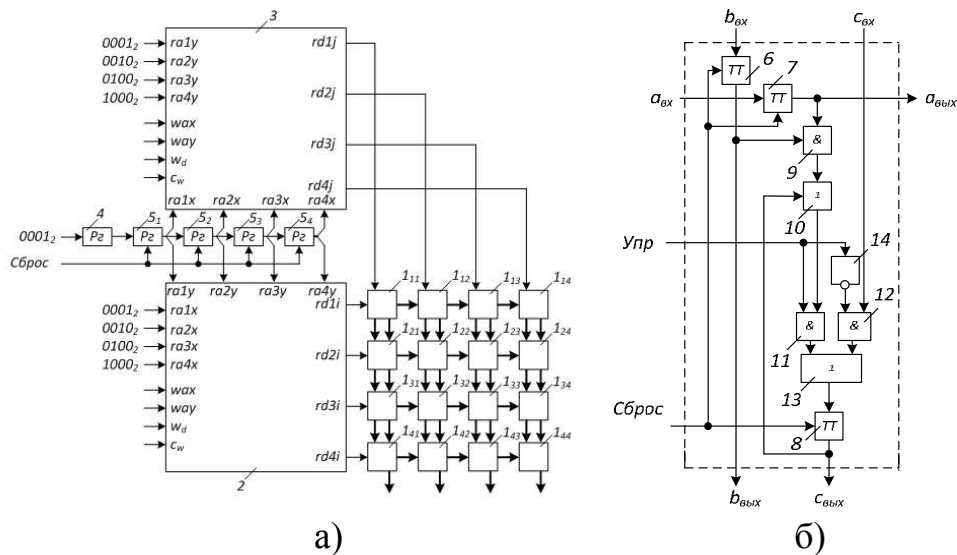 3
0001₂ ra1y rd1j
0010₂ ra2y
0100₂ ra3y rd2j
1000₂ ra4y
wax
way rd3j
w_d
c_w rd4j
ra1x ra2x ra3x ra4x
4 5₁ 5₂ 5₃ 5₄
0001₂ Рг Рг Рг Рг Рг
Сброс
ra1y ra2y ra3y ra4y
1₁₁ 1₁₂ 1₁₃ 1₁₄
0001₂ ra1x rd1i
0010₂ ra2x
1₂₁ 1₂₂ 1₂₃ 1₂₄
0100₂ ra3x rd2i
1000₂ ra4x
1₃₁ 1₃₂ 1₃₃ 1₃₄
wax
way rd3i
w_d
1₄₁ 1₄₂ 1₄₃ 1₄₄
c_w rd4i
2
а)
b_вх c_вх
ТТ 6 7
a_вх ТТ a_вых
&
9
1
10
Упр
14
12
& &
11
1
13
Сброс
ТТ
8
b_вых c_вых
б)